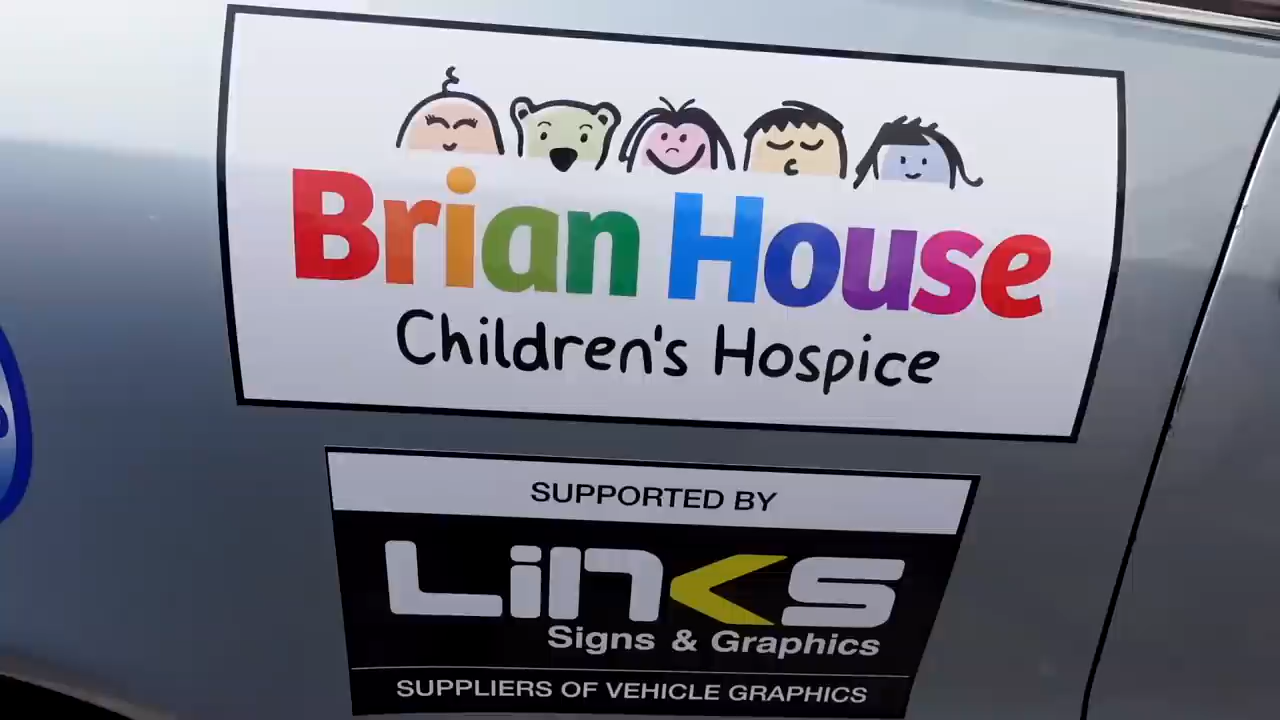 Brian House
Children's Hospice
SUPPORTED BY
Links
Signs & Graphics
SUPPLIERS OF VEHICLE GRAPHICS